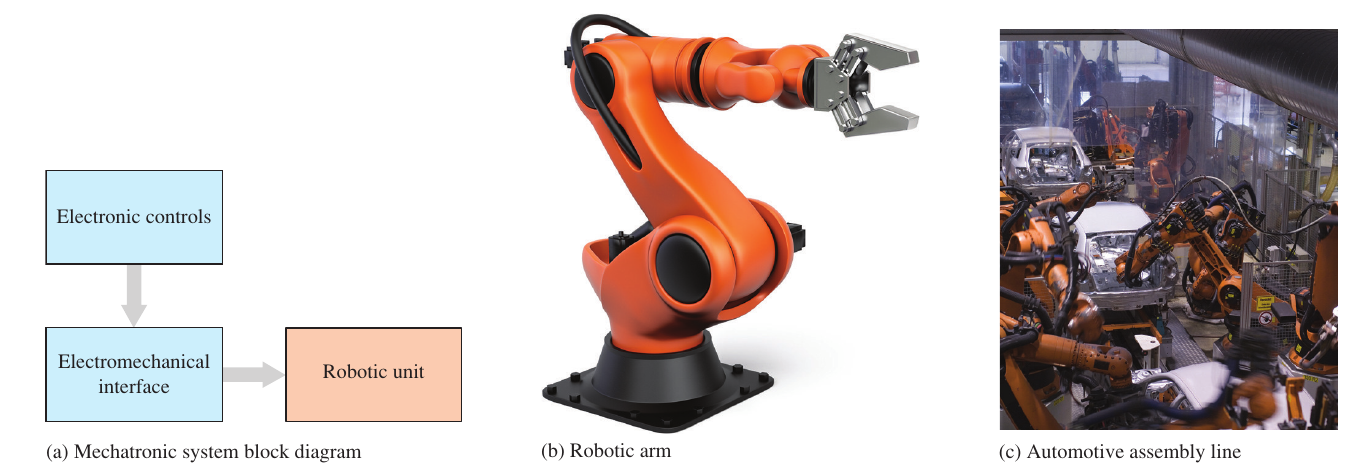 Electronic controls
Electromechanical
interface
Robotic unit
(a) Mechatronic system block diagram
(b) Robotic arm
(c) Automotive assembly line